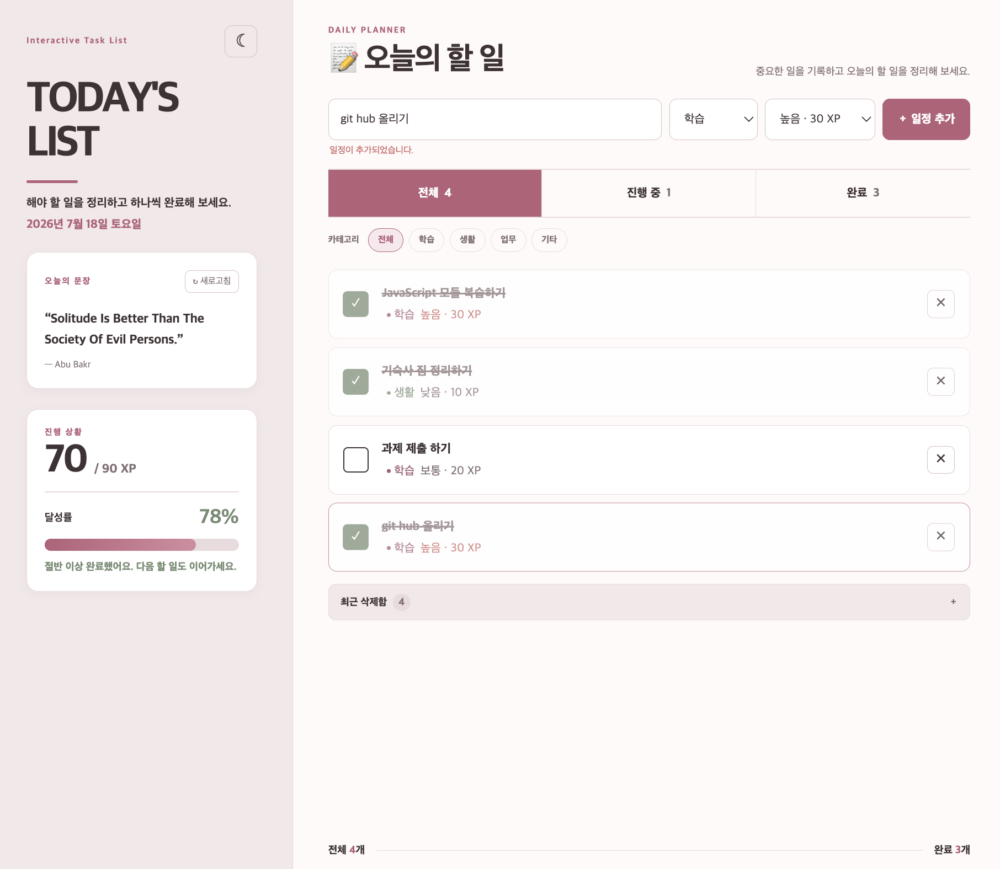 Interactive Task List
TODAY'S
LIST
해야 할 일을 정리하고 하나씩 완료해 보세요.
2026년 7월 18일 토요일
오늘의 문장
↻ 새로고침
“Solitude Is Better Than The
Society Of Evil Persons.”
— Abu Bakr
진행 상황
70 / 90 XP
달성률 78%
절반 이상 완료했어요. 다음 할 일도 이어가세요.
DAILY PLANNER
📝 오늘의 할 일
중요한 일을 기록하고 오늘의 할 일을 정리해 보세요.
git hub 올리기
학습
높음 · 30 XP
+ 일정 추가
일정이 추가되었습니다.
전체 4
진행 중 1
완료 3
카테고리 전체 학습 생활 업무 기타
JavaScript 모듈 복습하기
• 학습 높음 · 30 XP
기숙사 짐 정리하기
• 생활 낮음 · 10 XP
과제 제출 하기
• 학습 보통 · 20 XP
git hub 올리기
• 학습 높음 · 30 XP
최근 삭제함 4 +
전체 4개
완료 3개